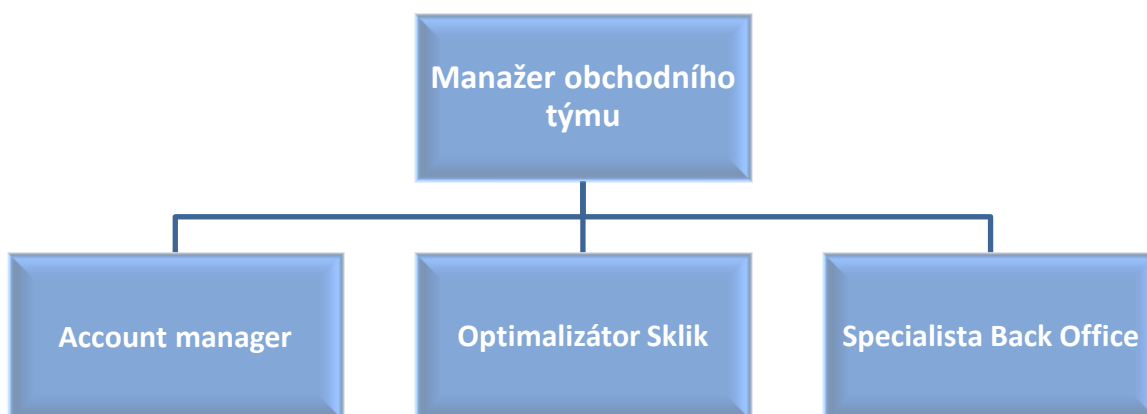 Manažer obchodního
týmu
Account manager
Optimalizátor Sklik
Specialista Back Office